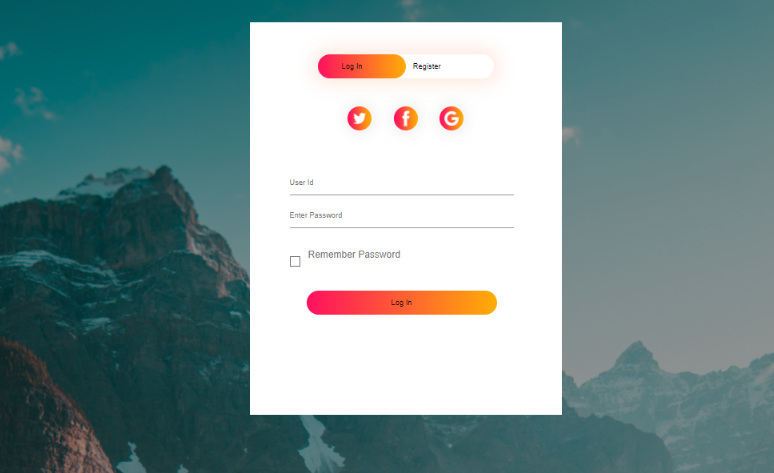 Log In Register
User Id
Enter Password
Remember Password
Log In